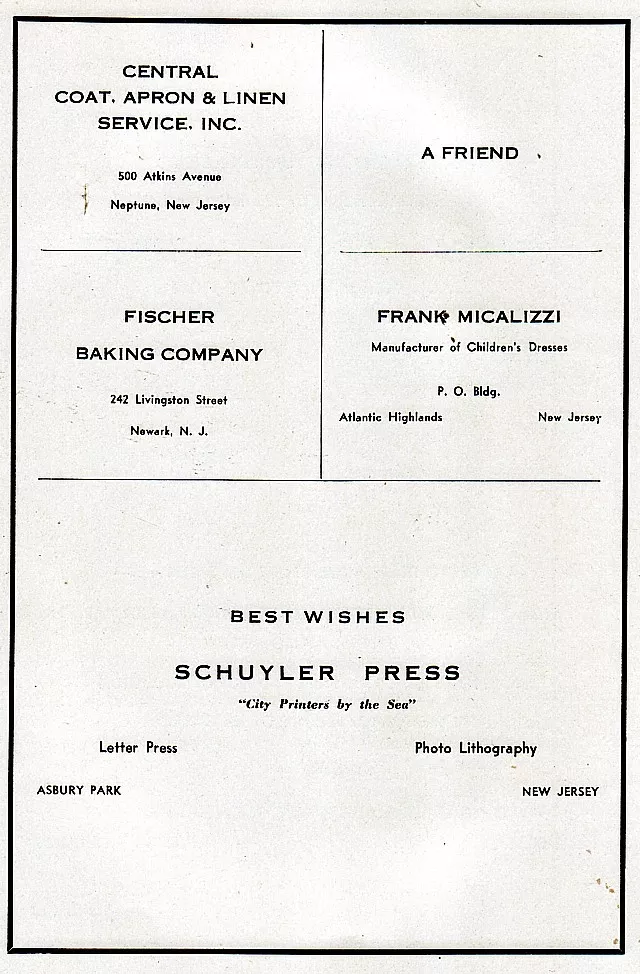 CENTRAL
COAT, APRON & LINEN
SERVICE, INC.
500 Atkins Avenue
Neptune, New Jersey
A FRIEND
FISCHER
BAKING COMPANY
242 Livingston Street
Newark, N. J.
FRANK MICALIZZI
Manufacturer of Children's Dresses
P. O. Bldg.
Atlantic Highlands New Jersey
BEST WISHES
SCHUYLER PRESS
"City Printers by the Sea"
Letter Press Photo Lithography
ASBURY PARK NEW JERSEY